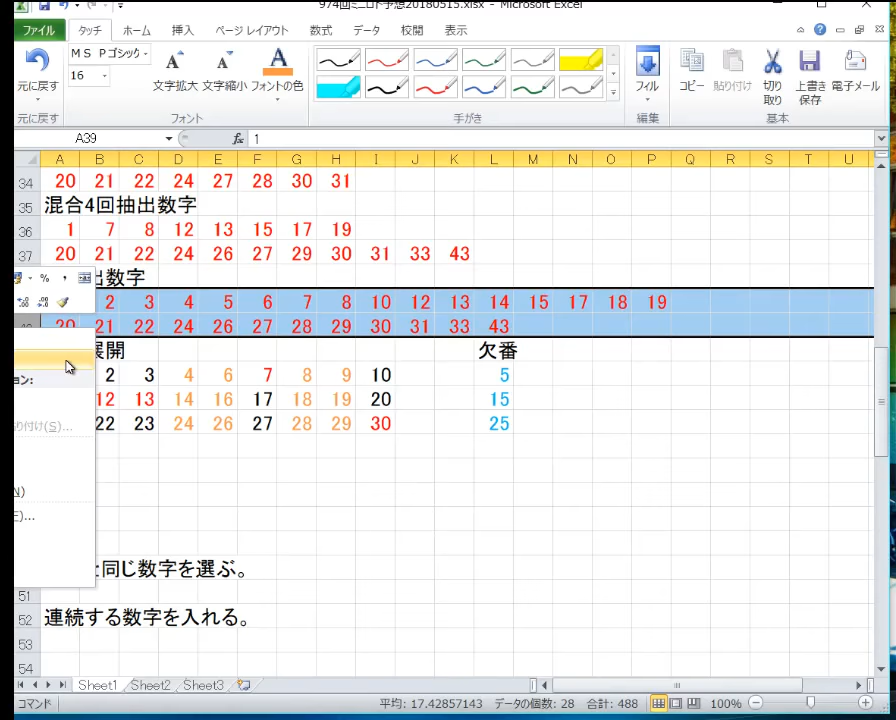 974回ミニロト予想20180515.xlsx - Microsoft Excel
ファイル タッチ ホーム 挿入 ページ レイアウト 数式 データ 校閲 表示
元に戻す ＭＳ Ｐゴシック 16 文字拡大 文字縮小 フォントの色 フィル コピー 貼り付け 切り取り 上書き保存 電子メール
元に戻す フォント 手がき 編集 基本
A39 fx 1
A B C D E F G H I J K L M N O P Q R S T U
34 20 21 22 24 27 28 30 31
35 混合4回抽出数字
36 1 7 8 12 13 15 17 19
37 20 21 22 24 26 27 29 30 31 33 43
出数字
2 3 4 5 6 7 8 10 12 13 14 15 17 18 19
20 21 22 24 26 27 28 29 30 31 33 43
展開 欠番
2 3 4 6 7 8 9 10 5
12 13 14 16 17 18 19 20 15
22 23 24 26 27 28 29 30 25
ョン:
り付け(S)...
N)
E)...
と同じ数字を選ぶ。
51
52 連続する数字を入れる。
53
54
Sheet1 Sheet2 Sheet3
コマンド 平均: 17.42857143 データの個数: 28 合計: 488 100%